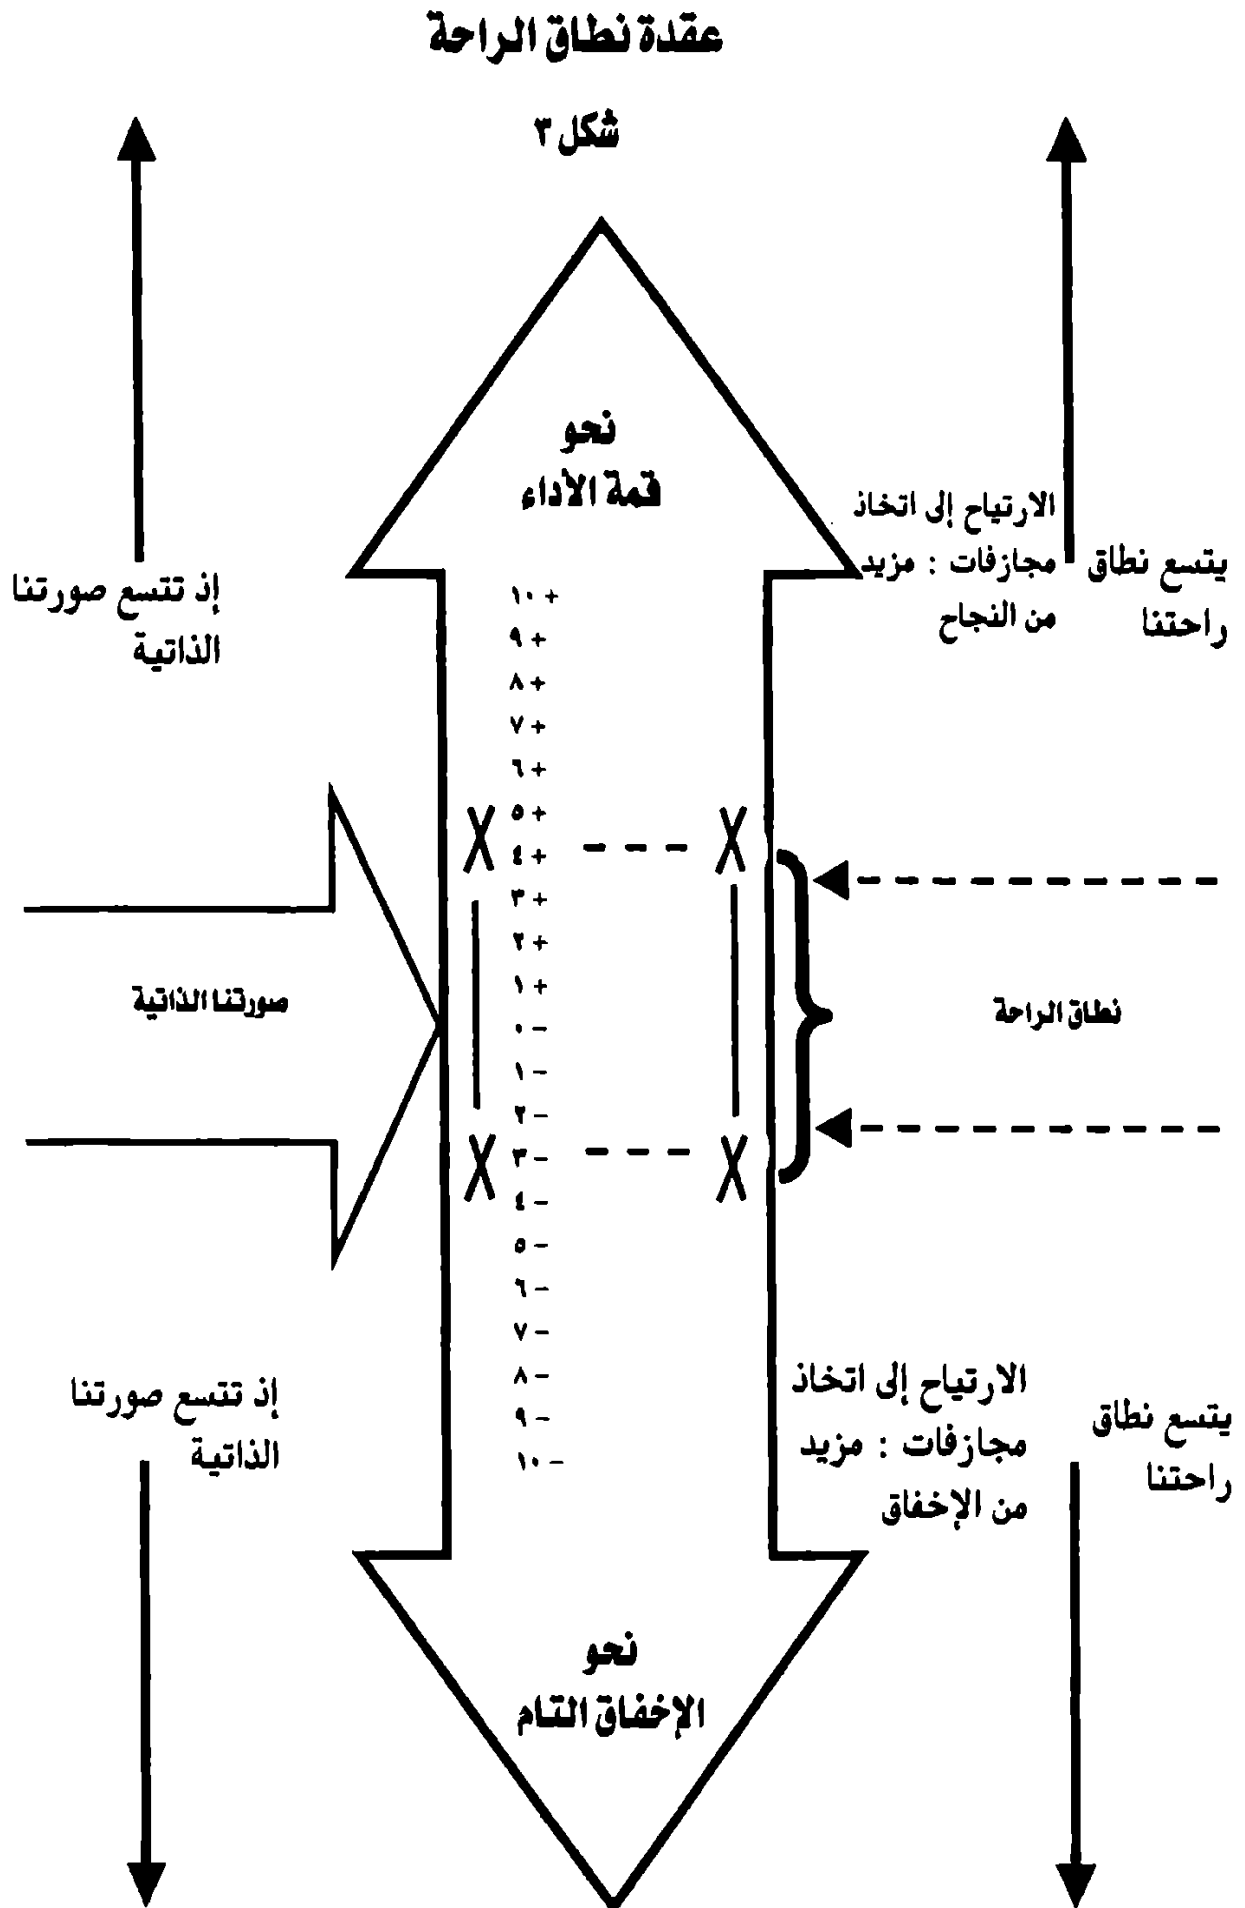 عقدة نطاق الراحة
شكل ٣
نحو
قمة الأداء
الارتياح إلى اتخاذ
مجازفات : مزيد
من النجاح
يتسع نطاق
راحتنا
إذ تتسع صورتنا
الذاتية
١٠ +
٩ +
٨ +
٧ +
٦ +
٥ +
٤ +
٣ +
٢ +
١ +
٠ -
١ -
٢ -
٣ -
٤ -
٥ -
٦ -
٧ -
٨ -
٩ -
١٠ -
نطاق الراحة
صورتنا الذاتية
يتسع نطاق
راحتنا
الارتياح إلى اتخاذ
مجازفات : مزيد
من الإخفاق
إذ تتسع صورتنا
الذاتية
نحو
الإخفاق التام